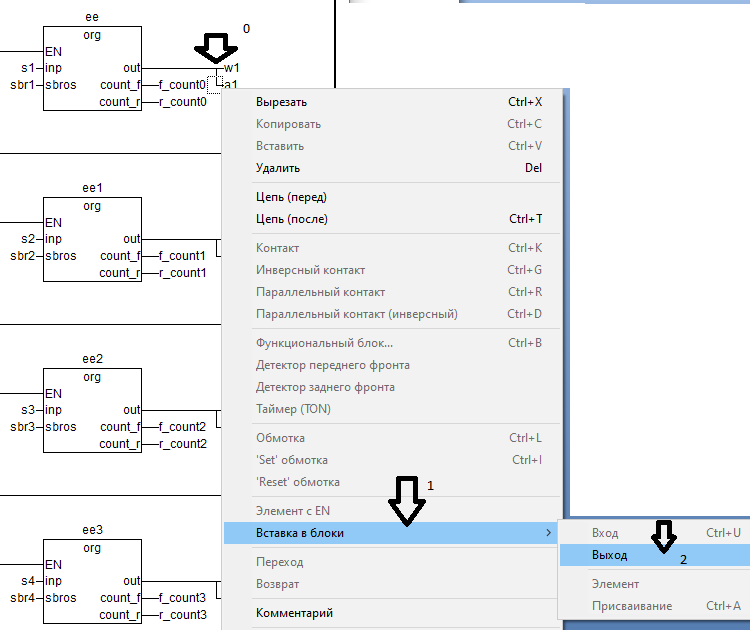 ee
org
EN
s1 inp out w1
sbr1 sbros count_f f_count0 a1
count_r r_count0
0
ee1
org
EN
s2 inp out
sbr2 sbros count_f f_count1
count_r r_count1
ee2
org
EN
s3 inp out
sbr3 sbros count_f f_count2
count_r r_count2
ee3
org
EN
s4 inp out
sbr4 sbros count_f f_count3
count_r r_count3
Вырезать Ctrl+X
Копировать Ctrl+C
Вставить Ctrl+V
Удалить Del
Цепь (перед)
Цепь (после) Ctrl+T
Контакт Ctrl+K
Инверсный контакт Ctrl+G
Параллельный контакт Ctrl+R
Параллельный контакт (инверсный) Ctrl+D
Функциональный блок... Ctrl+B
Детектор переднего фронта
Детектор заднего фронта
Таймер (TON)
Обмотка Ctrl+L
'Set' обмотка Ctrl+I
'Reset' обмотка
1
Элемент с EN
Вставка в блоки
Переход
Возврат
Комментарий
Вход Ctrl+U
Выход
2
Элемент
Присваивание Ctrl+A